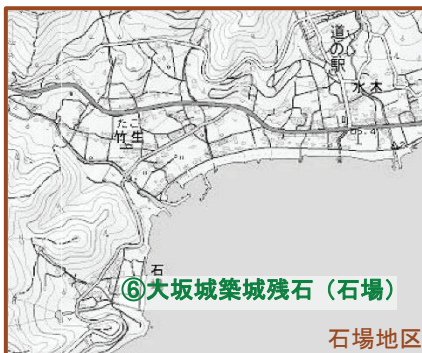 道の駅
水木
たこ
竹生
石
⑥大坂城築城残石（石場）
石場地区